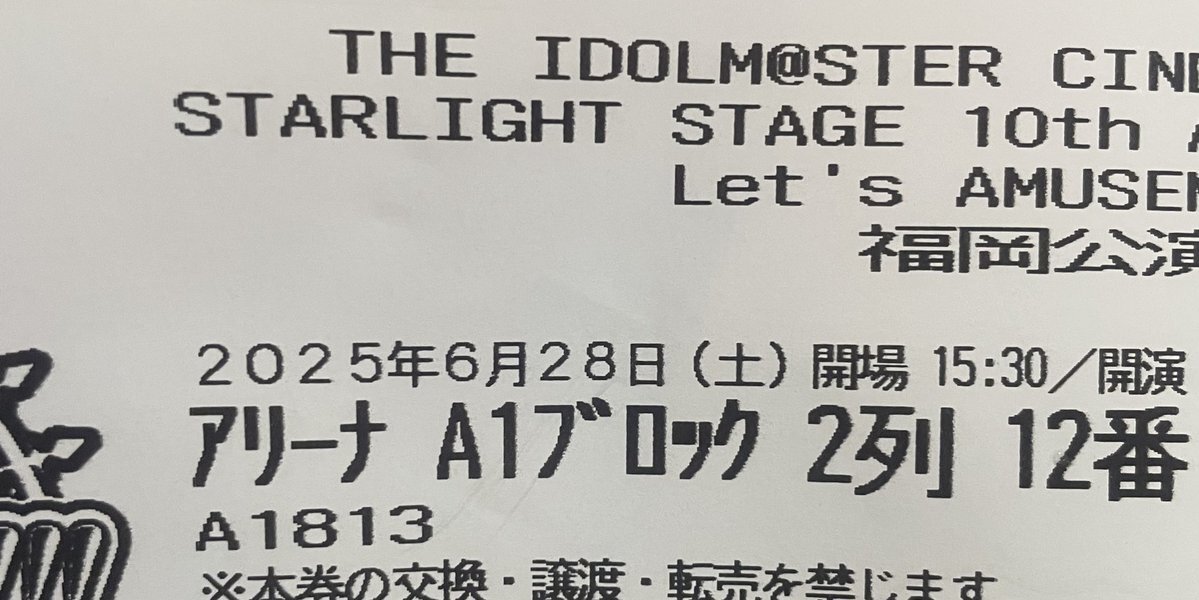 THE IDOLM@STER CINE
STARLIGHT STAGE 10th A
Let's AMUSEM
福岡公演
2025年6月28日（土）開場 15:30／開演
アリーナ A1ブロック 2列 12番
A1813
※本券の交換・譲渡・転売を禁じます